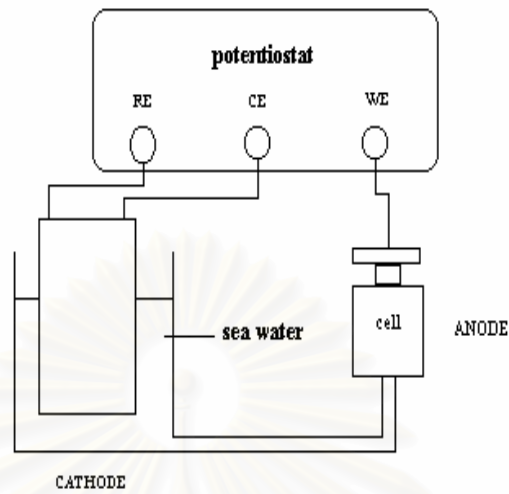 potentiostat
RE CE WE
cell
sea water
ANODE
CATHODE